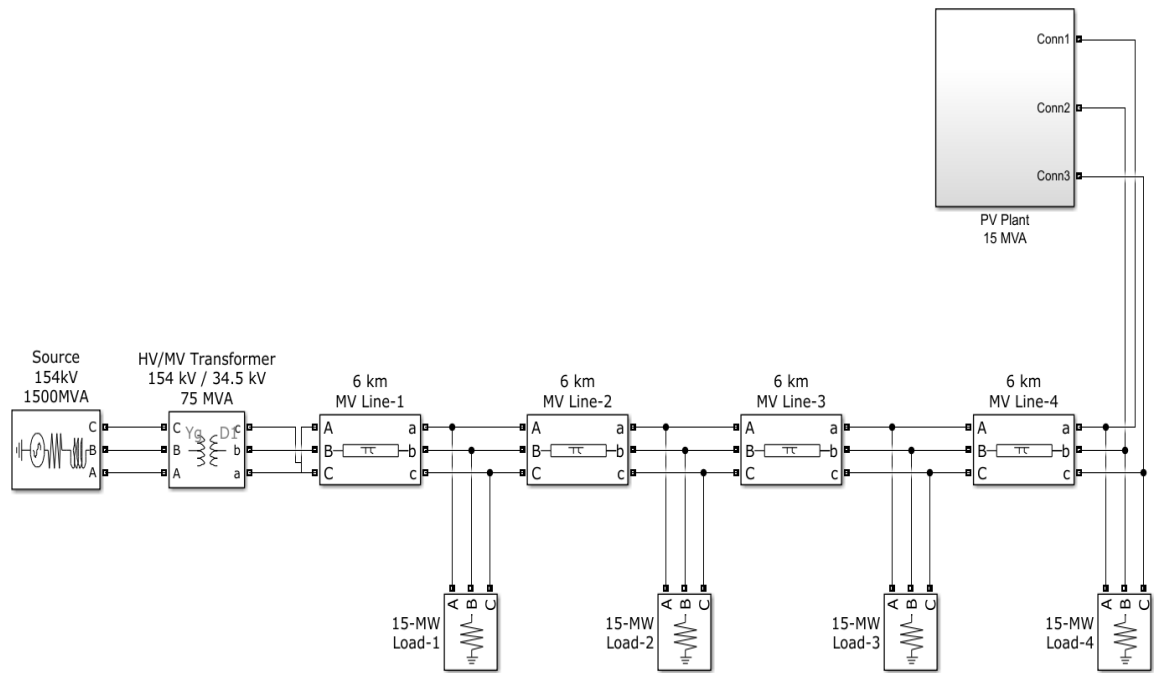 Conn1
Conn2
Conn3
PV Plant
15 MVA
Source
154kV
1500MVA
C
B
A
HV/MV Transformer
154 kV / 34.5 kV
75 MVA
C
B
A
Yg
D1
c
b
a
6 km
MV Line-1
A
B
C
π
a
b
c
6 km
MV Line-2
A
B
C
π
a
b
c
6 km
MV Line-3
A
B
C
π
a
b
c
6 km
MV Line-4
A
B
C
π
a
b
c
A B C
15-MW
Load-1
A B C
15-MW
Load-2
A B C
15-MW
Load-3
A B C
15-MW
Load-4